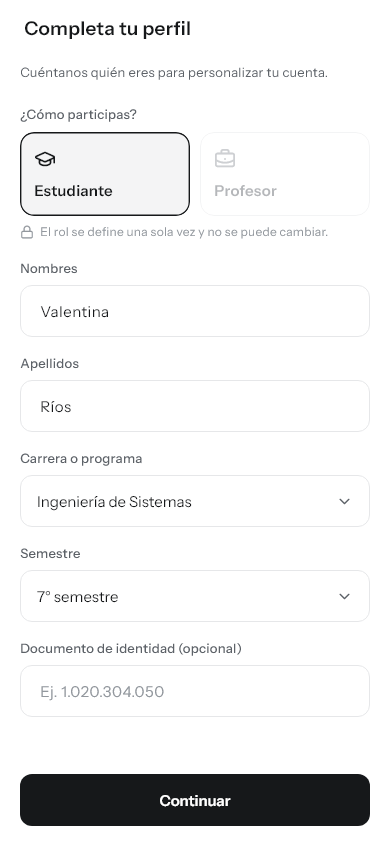 Completa tu perfil
Cuéntanos quién eres para personalizar tu cuenta.
¿Cómo participas?
Estudiante
Profesor
El rol se define una sola vez y no se puede cambiar.
Nombres
Valentina
Apellidos
Ríos
Carrera o programa
Ingeniería de Sistemas
Semestre
7° semestre
Documento de identidad (opcional)
Ej. 1.020.304.050
Continuar